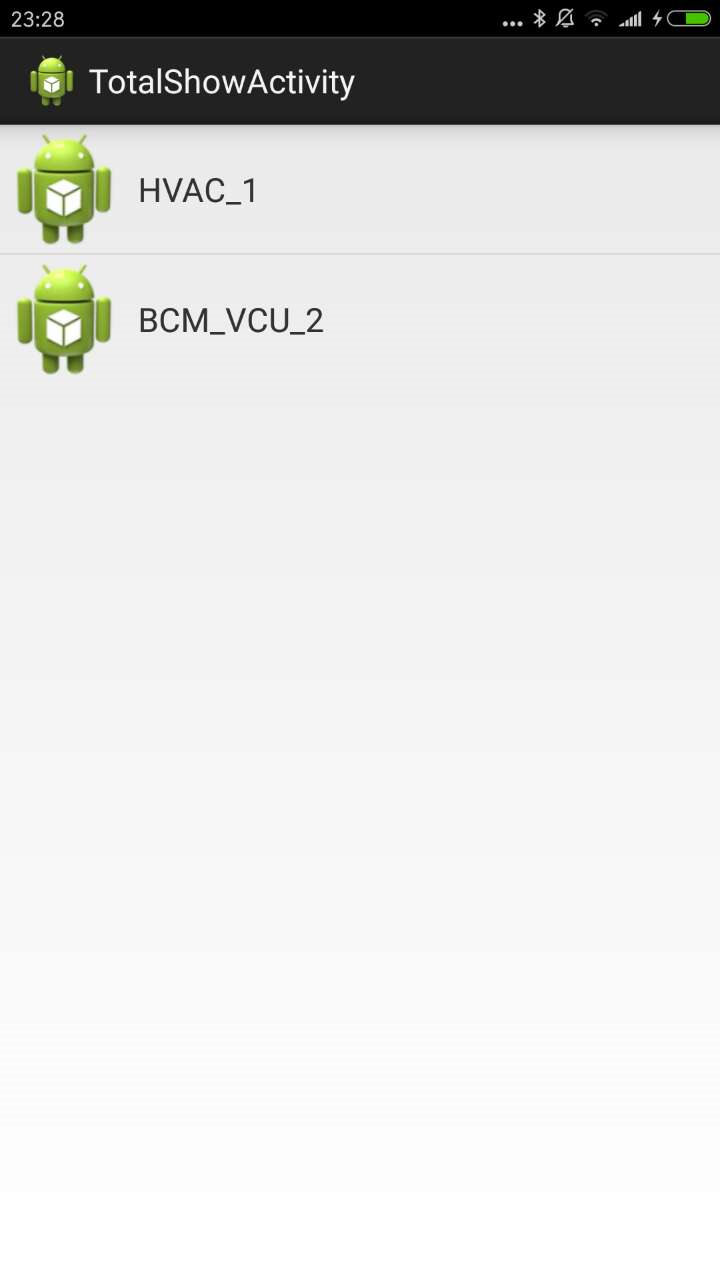 23:28
TotalShowActivity
HVAC_1
BCM_VCU_2